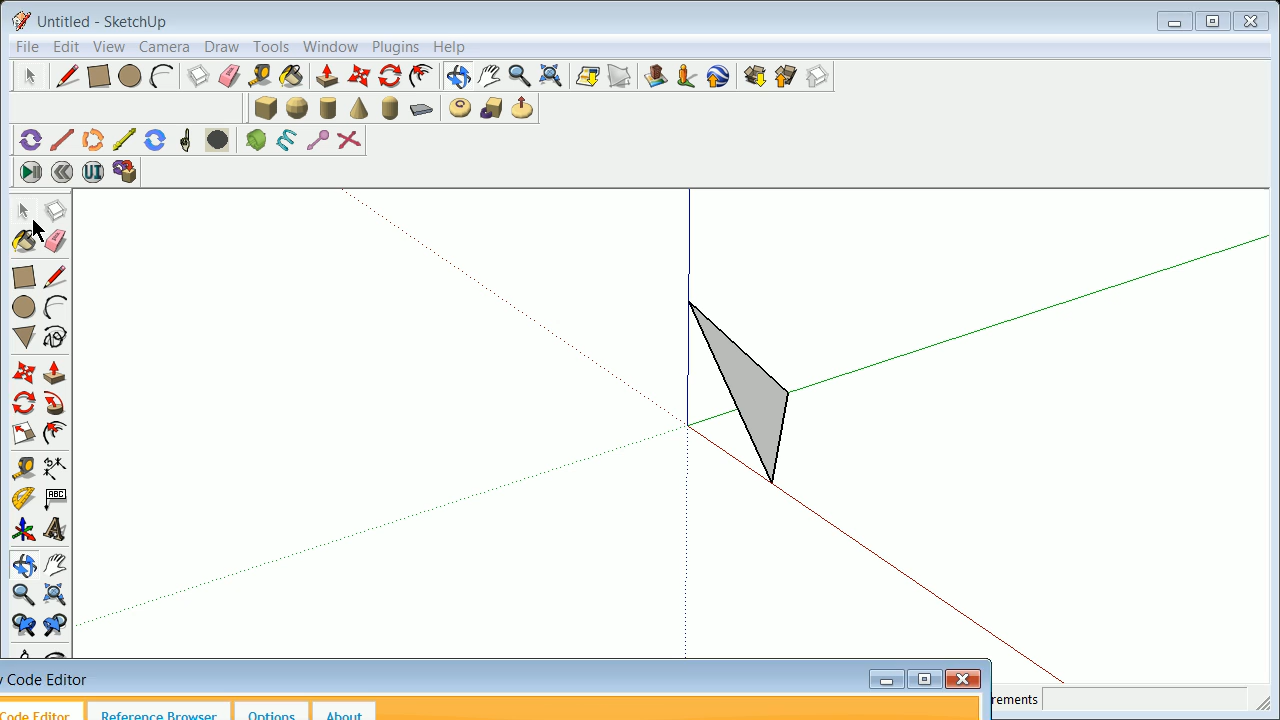 Untitled - SketchUp
File Edit View Camera Draw Tools Window Plugins Help
UI
ABC
A
y Code Editor
rements
Code Editor Reference Browser Options About